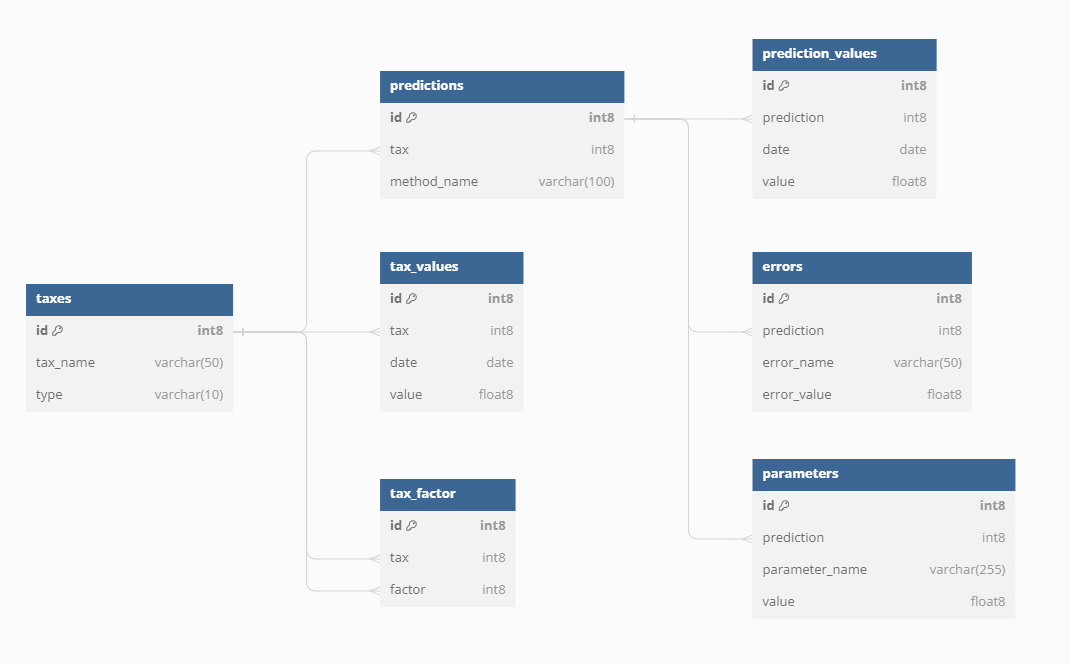 taxes
id int8
tax_name varchar(50)
type varchar(10)
predictions
id int8
tax int8
method_name varchar(100)
tax_values
id int8
tax int8
date date
value float8
tax_factor
id int8
tax int8
factor int8
prediction_values
id int8
prediction int8
date date
value float8
errors
id int8
prediction int8
error_name varchar(50)
error_value float8
parameters
id int8
prediction int8
parameter_name varchar(255)
value float8